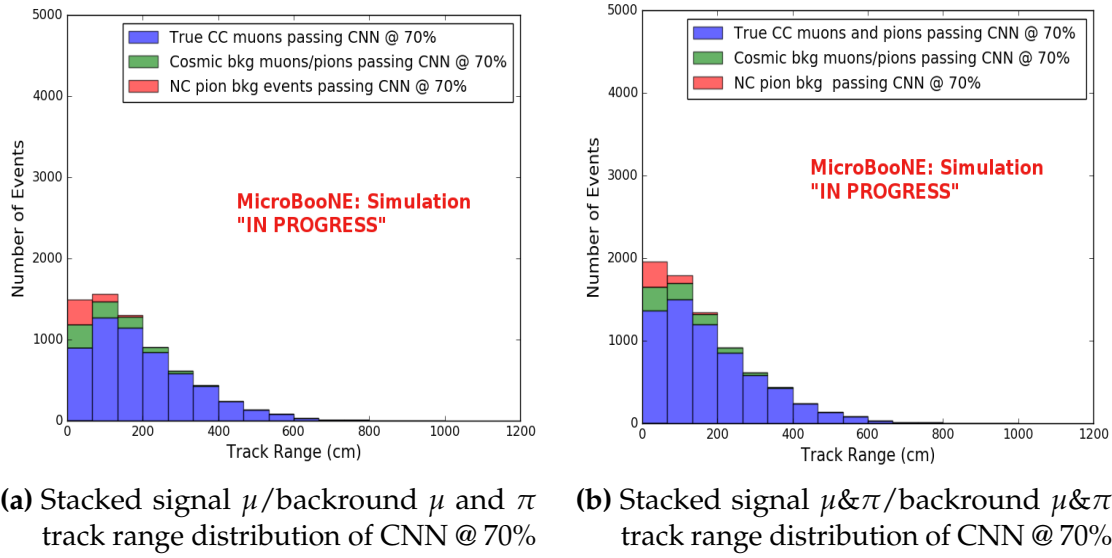 True CC muons passing CNN @ 70%
Cosmic bkg muons/pions passing CNN @ 70%
NC pion bkg events passing CNN @ 70%
MicroBooNE: Simulation
"IN PROGRESS"
Number of Events
5000
4000
3000
2000
1000
0
0 200 400 600 800 1000 1200
Track Range (cm)
(a) Stacked signal μ/backround μ and π
track range distribution of CNN @ 70%
True CC muons and pions passing CNN @ 70%
Cosmic bkg muons/pions passing CNN @ 70%
NC pion bkg passing CNN @ 70%
MicroBooNE: Simulation
"IN PROGRESS"
Number of Events
5000
4000
3000
2000
1000
0
0 200 400 600 800 1000 1200
Track Range (cm)
(b) Stacked signal μ&π/backround μ&π
track range distribution of CNN @ 70%